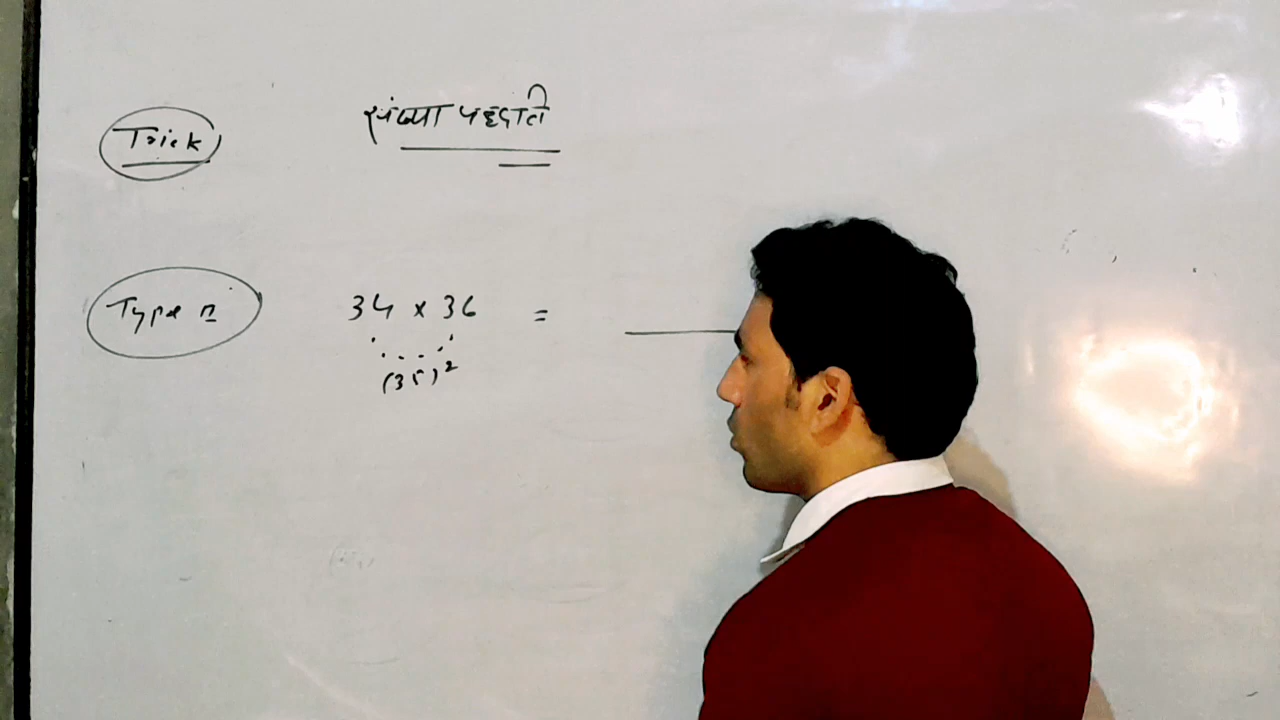 Trick
संख्या पद्धति
Type II
34 x 36 =
(35)²